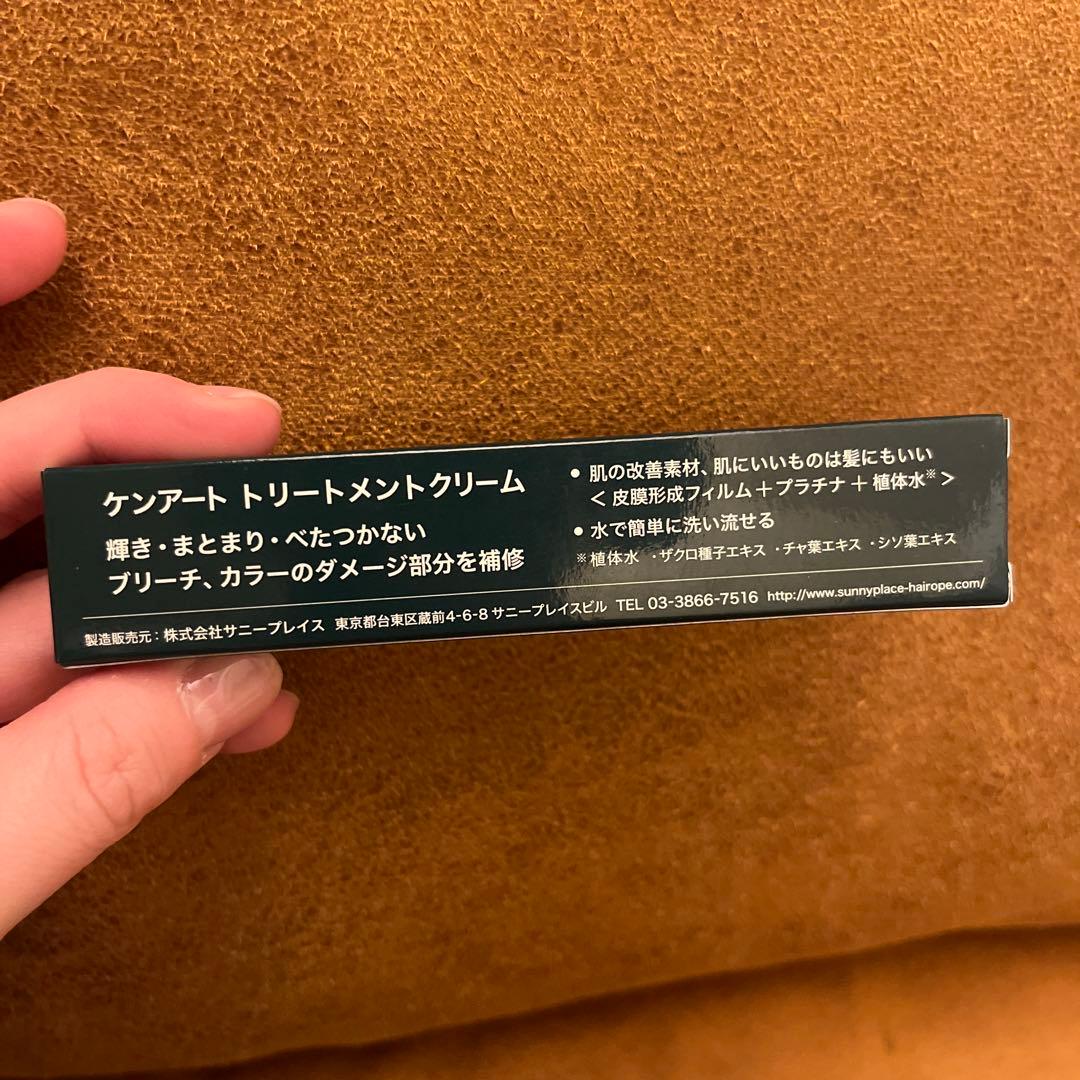 ケンアート トリートメントクリーム
輝き・まとまり・べたつかない
ブリーチ、カラーのダメージ部分を補修
● 肌の改善素材、肌にいいものは髪にもいい
＜ 皮膜形成フィルム＋プラチナ＋植体水※ ＞
● 水で簡単に洗い流せる
※植体水 ・ザクロ種子エキス ・チャ葉エキス ・シソ葉エキス
製造販売元：株式会社サニープレイス 東京都台東区蔵前4-6-8 サニープレイスビル TEL 03-3866-7516 http://www.sunnyplace-hairope.com/